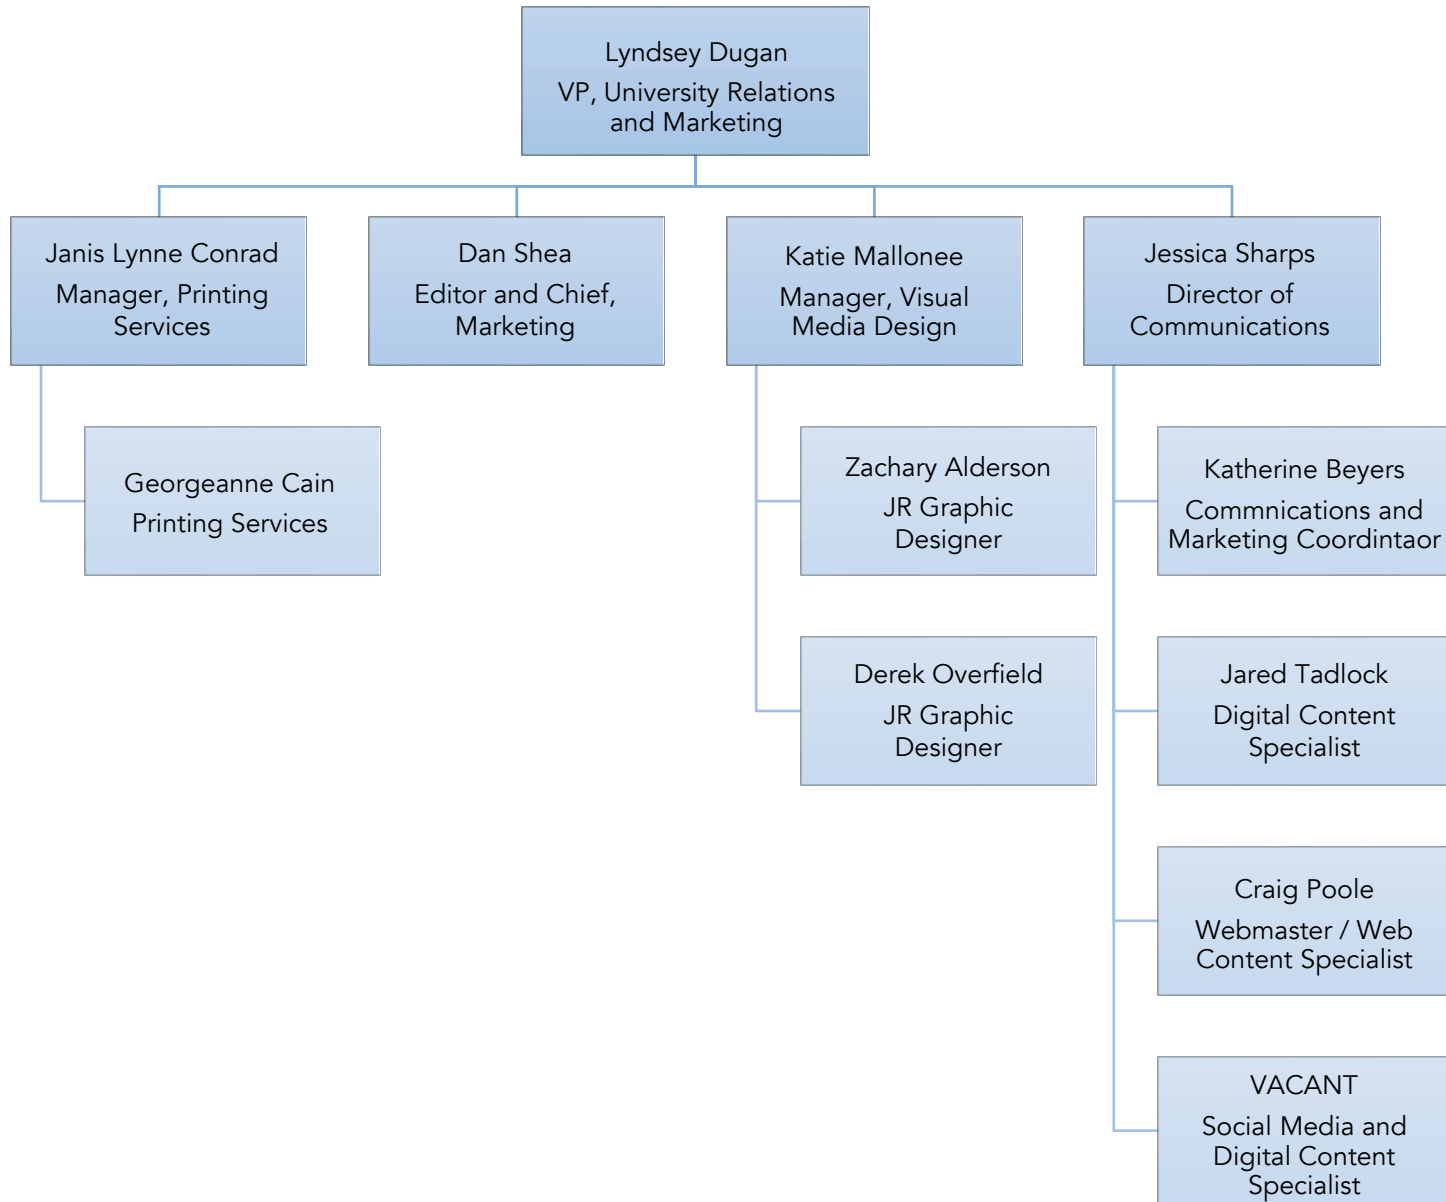 Lyndsey Dugan
VP, University Relations
and Marketing
Janis Lynne Conrad
Manager, Printing
Services
Dan Shea
Editor and Chief,
Marketing
Katie Mallonee
Manager, Visual
Media Design
Jessica Sharps
Director of
Communications
Georgeanne Cain
Printing Services
Zachary Alderson
JR Graphic
Designer
Katherine Beyers
Commnications and
Marketing Coordintaor
Derek Overfield
JR Graphic
Designer
Jared Tadlock
Digital Content
Specialist
Craig Poole
Webmaster / Web
Content Specialist
VACANT
Social Media and
Digital Content
Specialist